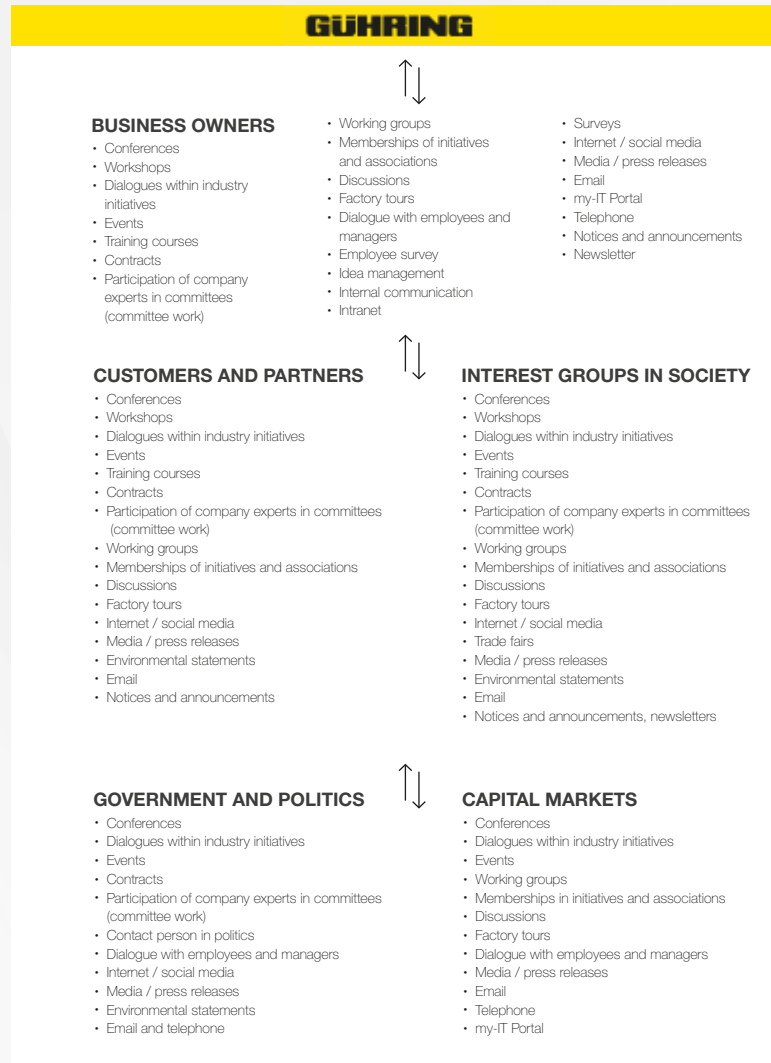 GÜHRING
BUSINESS OWNERS
• Conferences
• Workshops
• Dialogues within industry
initiatives
• Events
• Training courses
• Contracts
• Participation of company
experts in committees
(committee work)
• Working groups
• Memberships of initiatives
and associations
• Discussions
• Factory tours
• Dialogue with employees and
managers
• Employee survey
• Idea management
• Internal communication
• Intranet
• Surveys
• Internet / social media
• Media / press releases
• Email
• my-IT Portal
• Telephone
• Notices and announcements
• Newsletter
CUSTOMERS AND PARTNERS
• Conferences
• Workshops
• Dialogues within industry initiatives
• Events
• Training courses
• Contracts
• Participation of company experts in committees
(committee work)
• Working groups
• Memberships of initiatives and associations
• Discussions
• Factory tours
• Internet / social media
• Media / press releases
• Environmental statements
• Email
• Notices and announcements
INTEREST GROUPS IN SOCIETY
• Conferences
• Workshops
• Dialogues within industry initiatives
• Events
• Training courses
• Contracts
• Participation of company experts in committees
(committee work)
• Working groups
• Memberships of initiatives and associations
• Discussions
• Factory tours
• Internet / social media
• Trade fairs
• Media / press releases
• Environmental statements
• Email
• Notices and announcements, newsletters
GOVERNMENT AND POLITICS
• Conferences
• Dialogues within industry initiatives
• Events
• Contracts
• Participation of company experts in committees
(committee work)
• Contact person in politics
• Dialogue with employees and managers
• Internet / social media
• Media / press releases
• Environmental statements
• Email and telephone
CAPITAL MARKETS
• Conferences
• Dialogues within industry initiatives
• Events
• Working groups
• Memberships in initiatives and associations
• Discussions
• Factory tours
• Dialogue with employees and managers
• Media / press releases
• Email
• Telephone
• my-IT Portal